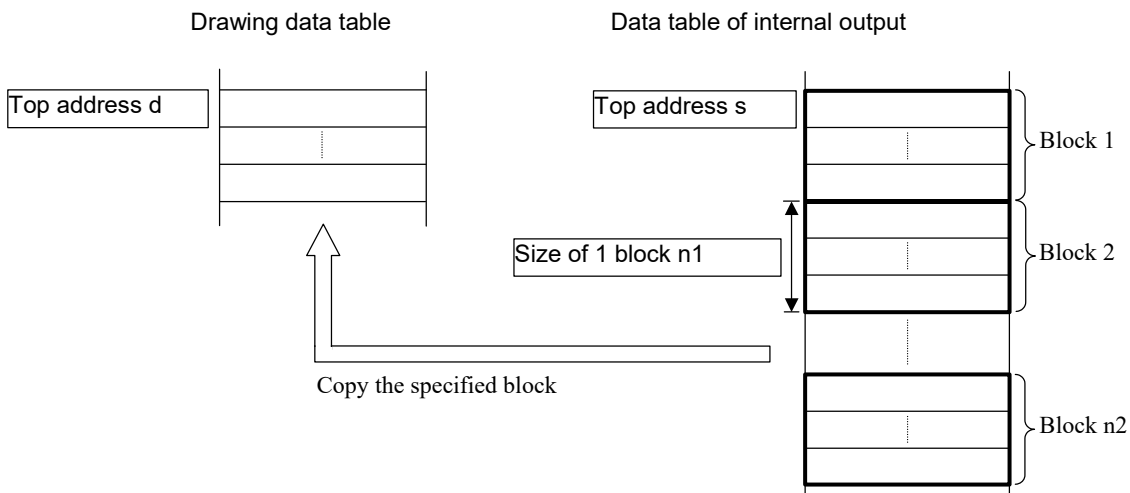 Drawing data table
Data table of internal output
Top address d
Top address s
Block 1
Size of 1 block n1
Block 2
Copy the specified block
Block n2